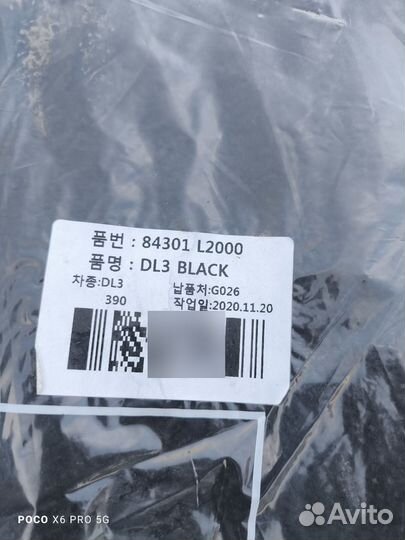 품번 : 84301 L2000
품명 : DL3 BLACK
차종:DL3 납품처:G026
390 작업일:2020.11.20
POCO X6 PRO 5G
Avito